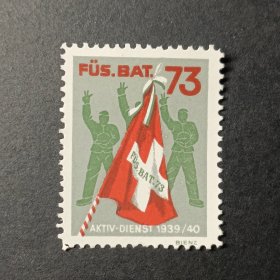 FÜS. BAT. 73
FÜS. BAT. 73
AKTIV-DIENST 1939/40
BIENZ